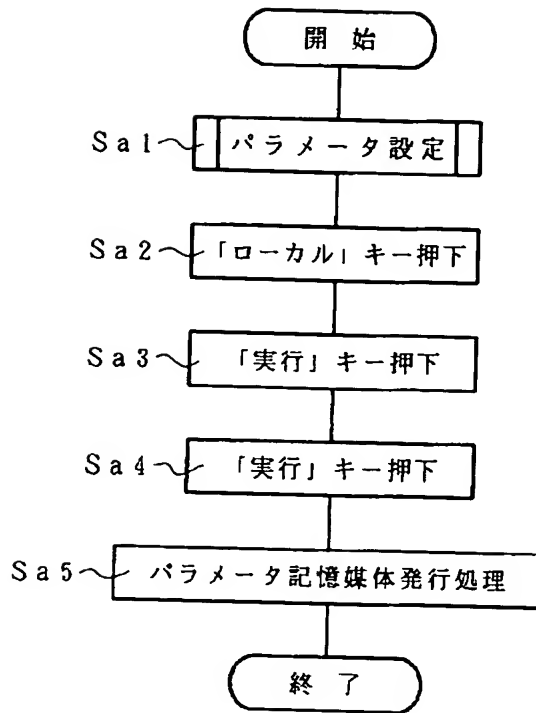 開 始
Sa1 パラメータ設定
Sa2 「ローカル」キー押下
Sa3 「実行」キー押下
Sa4 「実行」キー押下
Sa5 パラメータ記憶媒体発行処理
終 了